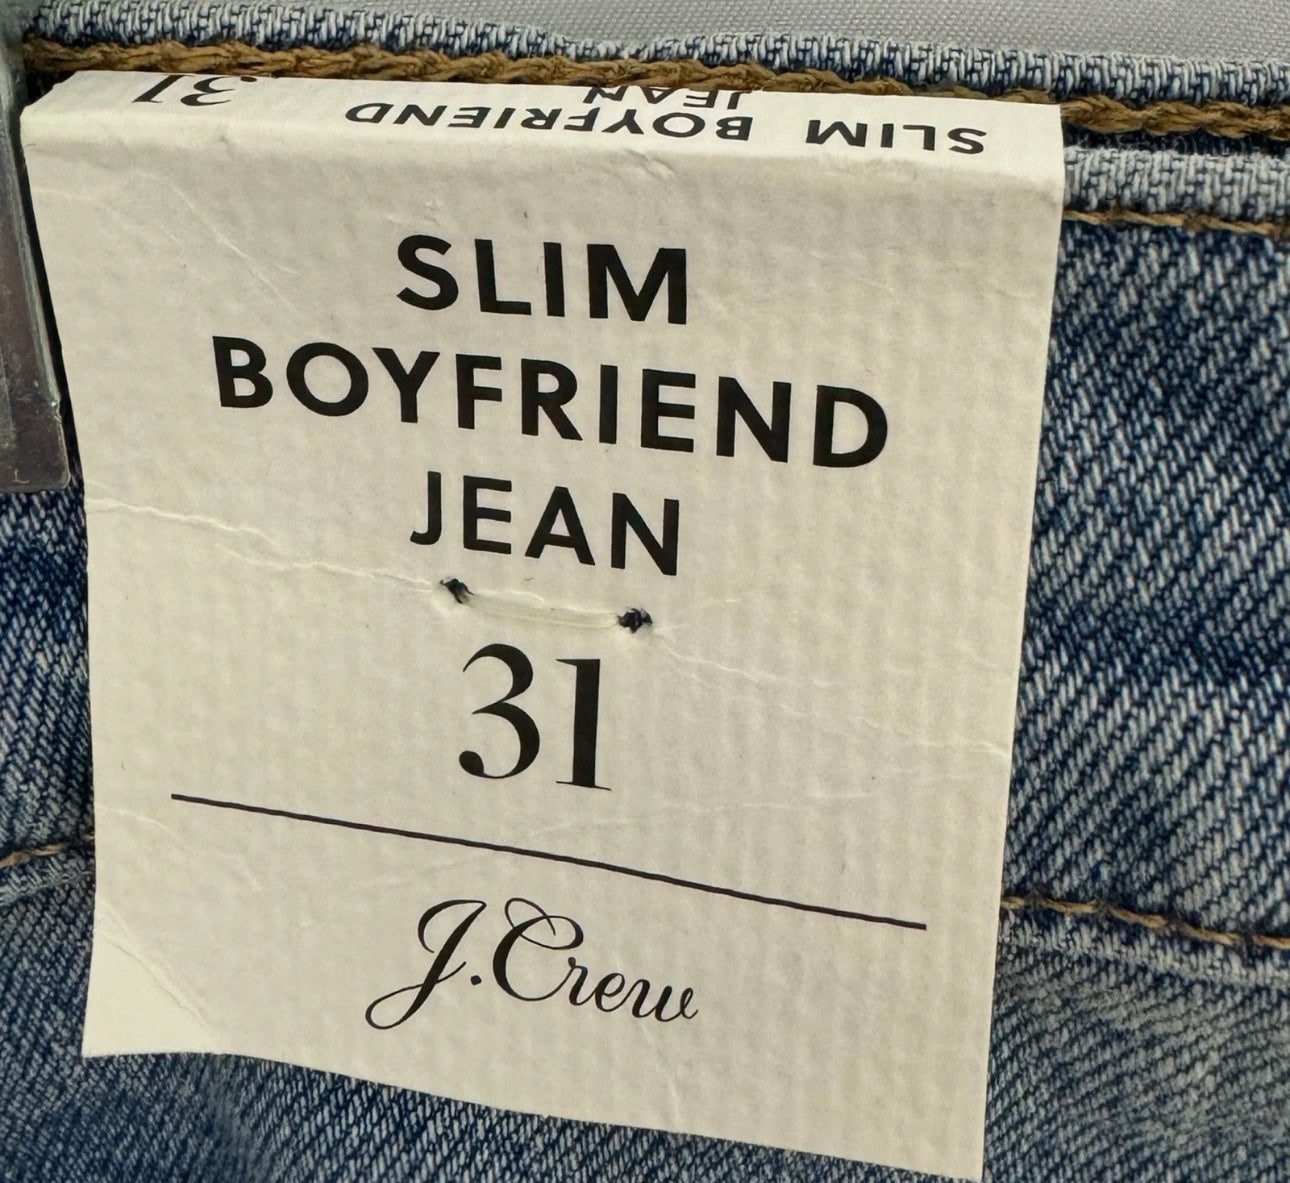 SLIM BOYFRIEND 31
JEAN
SLIM
BOYFRIEND
JEAN
31
J.Crew